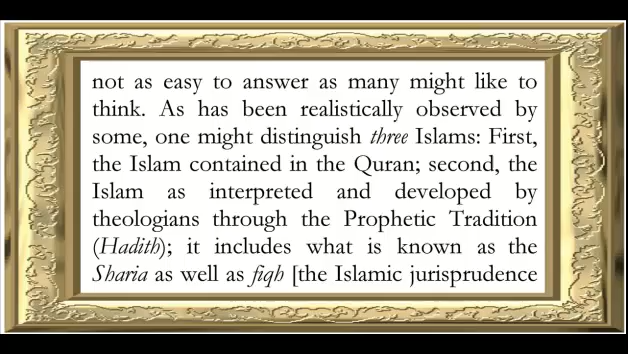 not as easy to answer as many might like to
think. As has been realistically observed by
some, one might distinguish three Islams: First,
the Islam contained in the Quran; second, the
Islam as interpreted and developed by
theologians through the Prophetic Tradition
(Hadith); it includes what is known as the
Sharia as well as fiqh [the Islamic jurisprudence